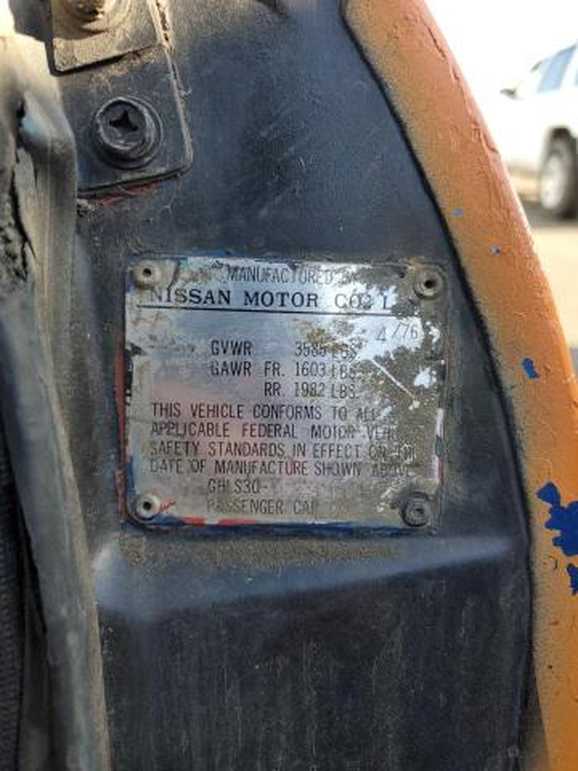 MANUFACTURED BY
NISSAN MOTOR CO., L
4/76
GVWR 3585 LBS
GAWR FR. 1603 LBS
RR. 1982 LBS
THIS VEHICLE CONFORMS TO ALL
APPLICABLE FEDERAL MOTOR VEH
SAFETY STANDARDS IN EFFECT ON THE
DATE OF MANUFACTURE SHOWN ABOVE
S30-
PASSENGER CAR